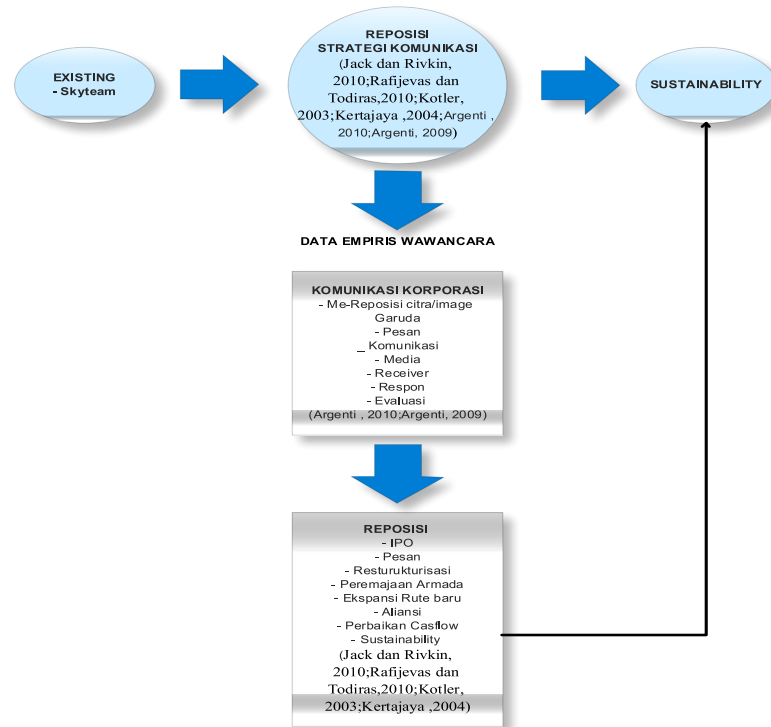 EXISTING
- Skyteam
REPOSISI
STRATEGI KOMUNIKASI
(Jack dan Rivkin,
2010;Rafijevas dan
Todiras,2010;Kotler,
2003;Kertajaya ,2004;Argenti ,
2010;Argenti, 2009)
SUSTAINABILITY
DATA EMPIRIS WAWANCARA
KOMUNIKASI KORPORASI
- Me-Reposisi citra/image
Garuda
- Pesan
_ Komunikasi
- Media
- Receiver
- Respon
- Evaluasi
(Argenti , 2010;Argenti, 2009)
REPOSISI
- IPO
- Pesan
- Resturukturisasi
- Peremajaan Armada
- Ekspansi Rute baru
- Aliansi
- Perbaikan Casflow
- Sustainability
(Jack dan Rivkin,
2010;Rafijevas dan
Todiras,2010;Kotler,
2003;Kertajaya ,2004)